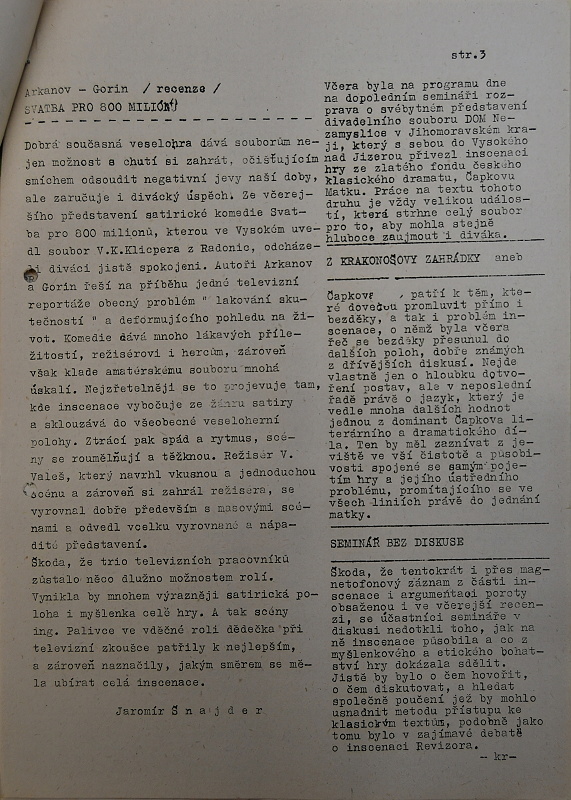 str.3
Arkanov - Gorin / recenze /
SVATBA PRO 800 MILIÓNŮ
Dobrá současná veselohra dává souborům ne-
jen možnost s chutí si zahrát, očišťujícím
smíchem odsoudit negativní jevy naší doby,
ale zaručuje i divácký úspěch. Ze včerej-
šího představení satirické komedie Svat-
ba pro 800 milionů, kterou ve Vysokém uve-
dl soubor V.K.Klicpera z Radonic, odcháze-
li diváci jistě spokojeni. Autoři Arkanov
a Gorin řeší na příběhu jedné televizní
reportáže obecný problém " lakování sku-
tečností " a deformujícího pohledu na ži-
vot. Komedie dává mnoho lákavých příle-
žitostí, režisérovi i hercům, zároveň
však klade amatérskému souboru mnohá
úskalí. Nejzřetelněji se to projevuje tam,
kde inscenace vybočuje ze žánru satiry
a sklouzává do všeobecné veseloherní
polohy. Ztrácí pak spád a rytmus, scé-
ny se roumělňují a těžknou. Režisér V.
Valeš, který navrhl vkusnou a jednoduchou
scénu a zároveň si zahrál režiséra, se
vyrovnal dobře především s masovými scé-
nami a odvedl vcelku vyrovnané a nápa-
dité představení.
Škoda, že trio televizních pracovníků
zůstalo něco dlužno možnostem rolí.
Vynikla by mnohem výrazněji satirická po-
loha i myšlenka celé hry. A tak scény
ing. Palivce ve vděčné roli dědečka při
televizní zkoušce patřily k nejlepším,
a zároveň naznačily, jakým směrem se mě-
la ubírat celá inscenace.
Jaromír Š n a j d e r
Včera byla na programu dne
na dopoledním semináři roz-
prava o svébytném představení
divadelního souboru DOM Ne-
zamyslice v Jihomoravském kra-
ji, který s sebou do Vysokého
nad Jizerou přivezl inscenaci
hry ze zlatého fondu českého
klasického dramatu, Čapkovu
Matku. Práce na textu tohoto
druhu je vždy velikou událos-
tí, která strhne celý soubor
pro to, aby mohla stejně
hluboce zaujmout i diváka.
Z KRAKONOŠOVY ZAHRÁDKY aneb
Čapkova , patří k těm, kte-
ré dovedou promluvit přímo i
bezděky, a tak i problém in-
scenace, o němž byla včera
řeč se bezděky přesunul do
dalších poloh, dobře známých
z dřívějších diskusí. Nejde
vlastně jen o hloubku dotvo-
ření postav, ale v neposlední
řadě právě o jazyk, který je
vedle mnoha dalších hodnot
jednou z dominant Čapkova li-
terárního a dramatického dí-
la. Ten by měl zaznívat z je-
viště ve vší čistotě a působi-
vosti spojené se samým poje-
tím hry a jejího ústředního
problému, promítajícího se ve
všech liniích právě do jednání
matky.
SEMINÁŘ BEZ DISKUSE
Škoda, že tentokrát i přes mag-
netofonový záznam z části in-
scenace i argumentaci poroty
obsaženou i ve včerejší recen-
zi, se účastníci semináře v
diskusi nedotkli toho, jak na
ně inscenace působila a co z
myšlenkového a etického bohat-
ství hry dokázala sdělit.
Jistě by bylo o čem hovořit,
o čem diskutovat, a hledat
společně poučení jež by mohlo
usnadnit metodu přístupu ke
klasickým textům, podobně jako
tomu bylo v zajímavé debatě
o inscenaci Revizora.
- kr-